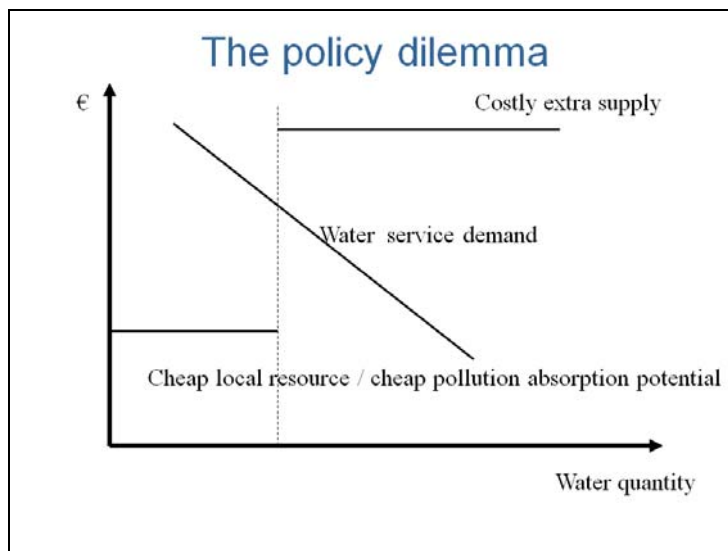 The policy dilemma
€
Costly extra supply
Water service demand
Cheap local resource / cheap pollution absorption potential
Water quantity